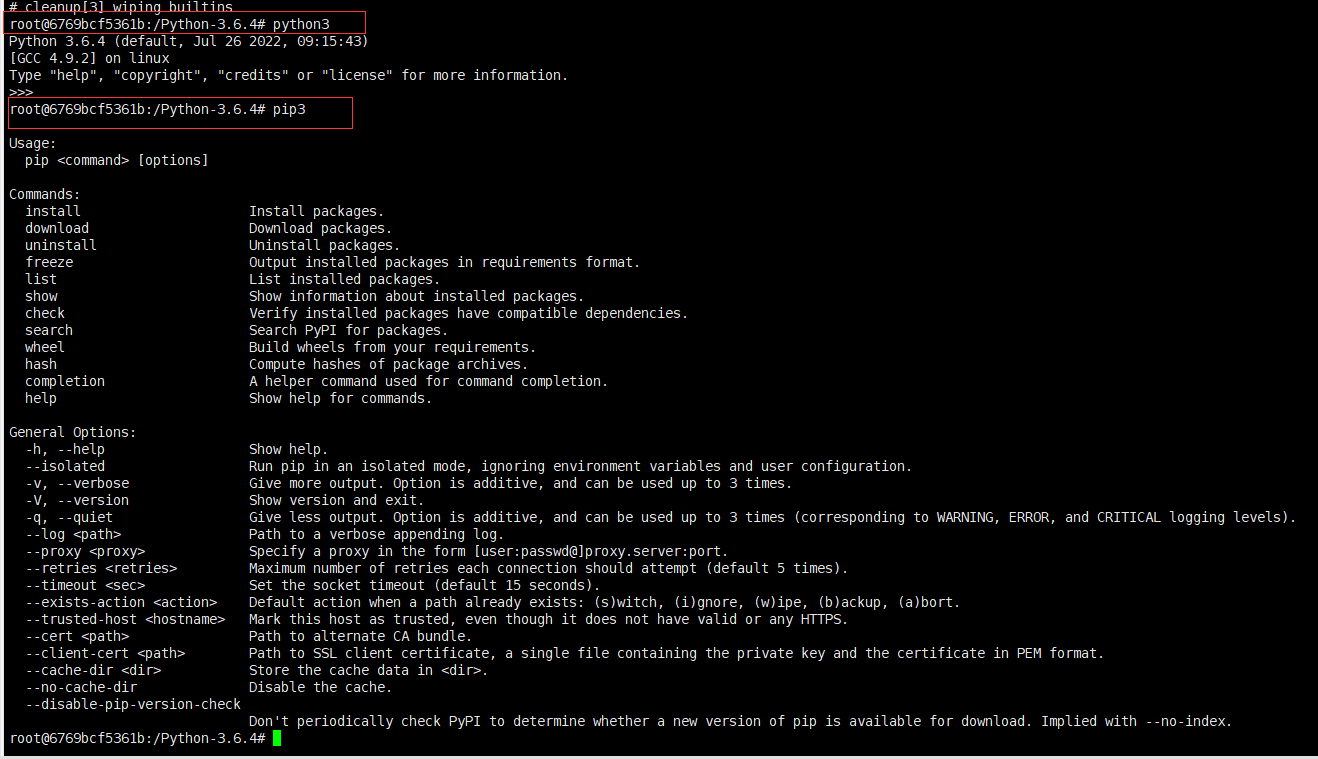 # cleanup[3] wiping builtins
root@6769bcf5361b:/Python-3.6.4# python3
Python 3.6.4 (default, Jul 26 2022, 09:15:43)
[GCC 4.9.2] on linux
Type "help", "copyright", "credits" or "license" for more information.
>>>
root@6769bcf5361b:/Python-3.6.4# pip3
Usage:
  pip <command> [options]
Commands:
  install                     Install packages.
  download                    Download packages.
  uninstall                   Uninstall packages.
  freeze                      Output installed packages in requirements format.
  list                        List installed packages.
  show                        Show information about installed packages.
  check                       Verify installed packages have compatible dependencies.
  search                      Search PyPI for packages.
  wheel                       Build wheels from your requirements.
  hash                        Compute hashes of package archives.
  completion                  A helper command used for command completion.
  help                        Show help for commands.
General Options:
  -h, --help                  Show help.
  --isolated                  Run pip in an isolated mode, ignoring environment variables and user configuration.
  -v, --verbose               Give more output. Option is additive, and can be used up to 3 times.
  -V, --version               Show version and exit.
  -q, --quiet                 Give less output. Option is additive, and can be used up to 3 times (corresponding to WARNING, ERROR, and CRITICAL logging levels).
  --log <path>                Path to a verbose appending log.
  --proxy <proxy>             Specify a proxy in the form [user:passwd@]proxy.server:port.
  --retries <retries>         Maximum number of retries each connection should attempt (default 5 times).
  --timeout <sec>             Set the socket timeout (default 15 seconds).
  --exists-action <action>    Default action when a path already exists: (s)witch, (i)gnore, (w)ipe, (b)ackup, (a)bort.
  --trusted-host <hostname>   Mark this host as trusted, even though it does not have valid or any HTTPS.
  --cert <path>               Path to alternate CA bundle.
  --client-cert <path>        Path to SSL client certificate, a single file containing the private key and the certificate in PEM format.
  --cache-dir <dir>           Store the cache data in <dir>.
  --no-cache-dir              Disable the cache.
  --disable-pip-version-check
                              Don't periodically check PyPI to determine whether a new version of pip is available for download. Implied with --no-index.
root@6769bcf5361b:/Python-3.6.4#